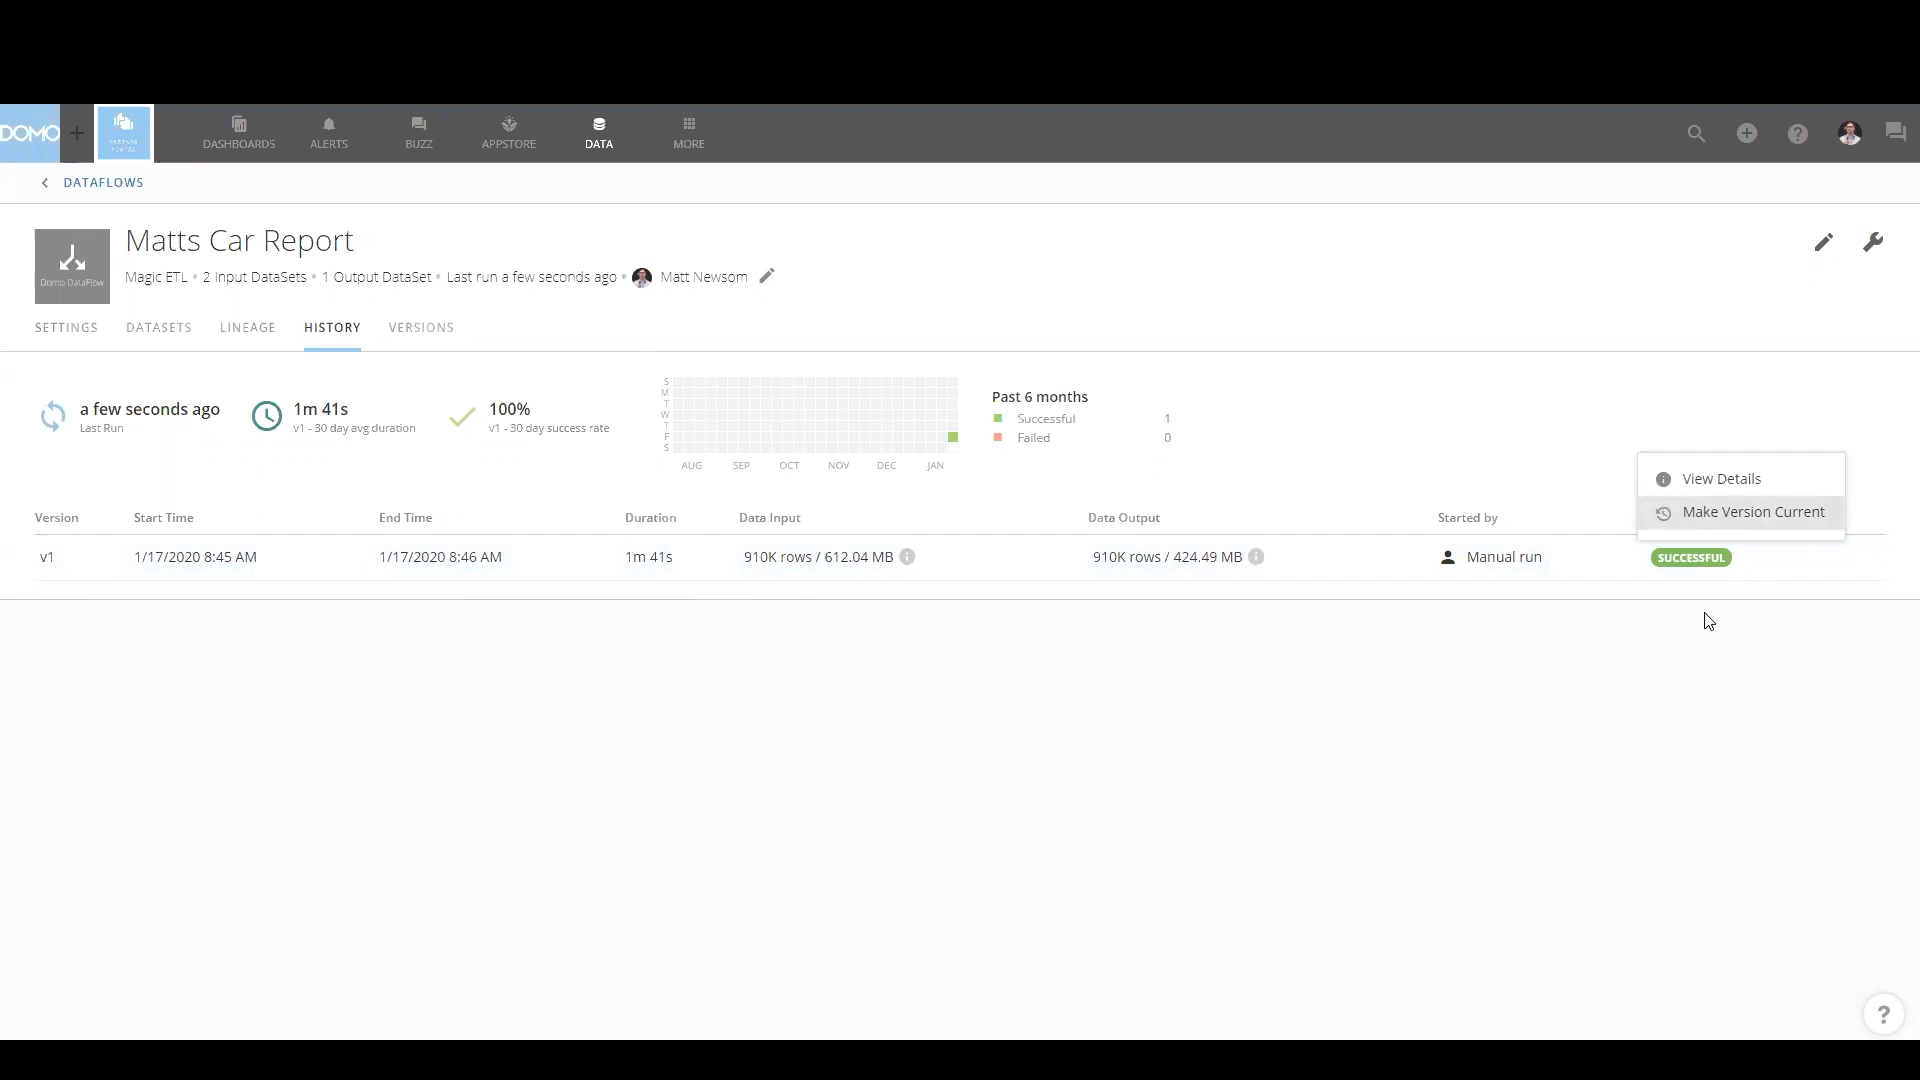 DOMO
PARTNER
PORTAL
DASHBOARDS
ALERTS
BUZZ
APPSTORE
DATA
MORE
DATAFLOWS
Domo DataFlow
Matts Car Report
Magic ETL • 2 Input DataSets • 1 Output DataSet • Last run a few seconds ago • Matt Newsom
SETTINGS DATASETS LINEAGE HISTORY VERSIONS
a few seconds ago
Last Run
1m 41s
v1 - 30 day avg duration
100%
v1 - 30 day success rate
S
M
T
W
T
F
S
AUG SEP OCT NOV DEC JAN
Past 6 months
Successful 1
Failed 0
View Details
Make Version Current
Version Start Time End Time Duration Data Input Data Output Started by
v1 1/17/2020 8:45 AM 1/17/2020 8:46 AM 1m 41s 910K rows / 612.04 MB 910K rows / 424.49 MB Manual run SUCCESSFUL
?